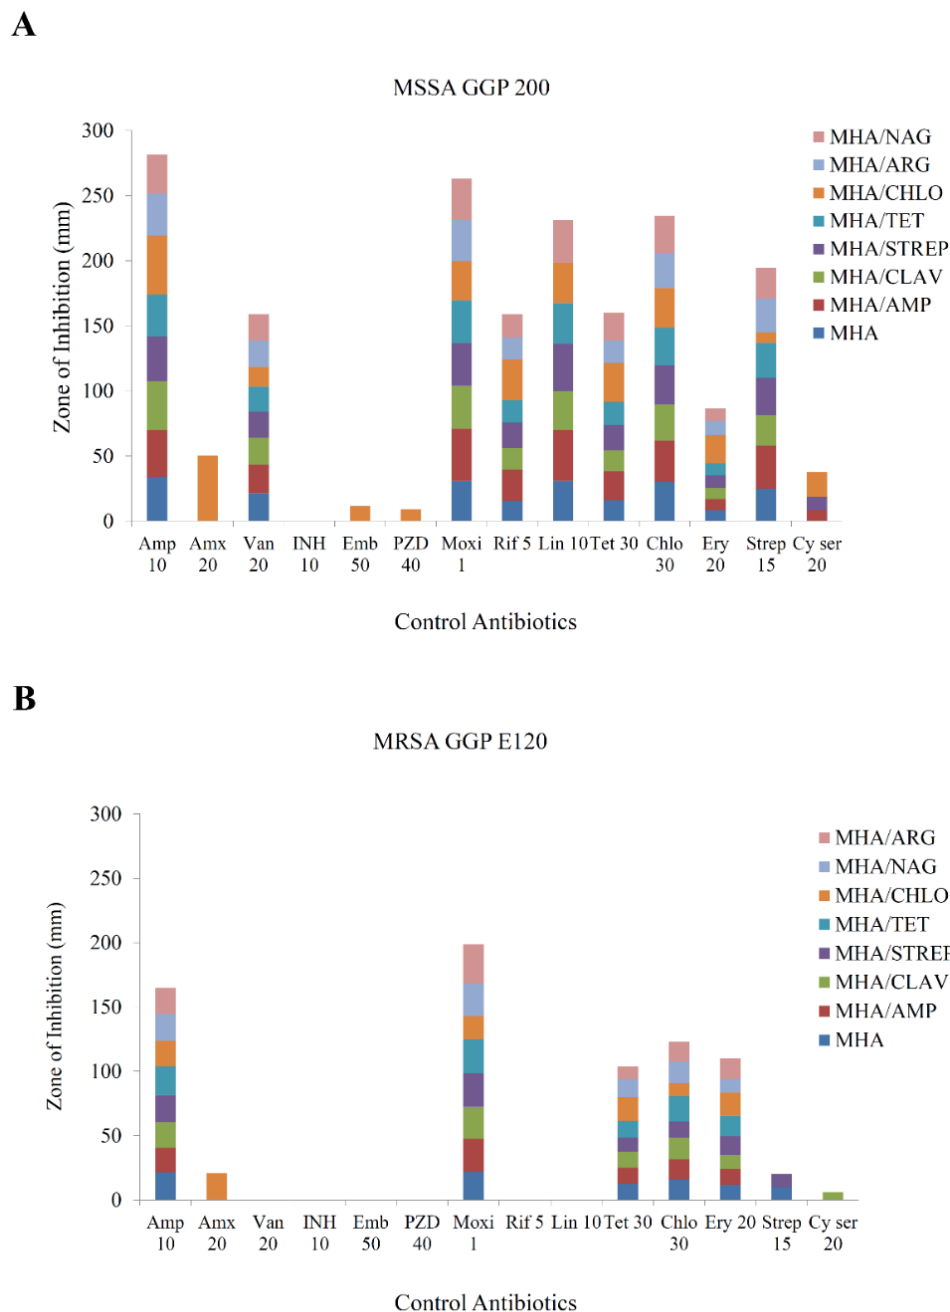 A
MSSA GGP 200
300
250
200
150
100
50
0
Zone of Inhibition (mm)
Amp 10
Amx 20
Van 20
INH 10
Emb 50
PZD 40
Moxi 1
Rif 5
Lin 10
Tet 30
Chlo 30
Ery 20
Strep 15
Cy ser 20
Control Antibiotics
MHA/NAG
MHA/ARG
MHA/CHLO
MHA/TET
MHA/STREP
MHA/CLAV
MHA/AMP
MHA
B
MRSA GGP E120
300
250
200
150
100
50
0
Zone of Inhibition (mm)
Amp 10
Amx 20
Van 20
INH 10
Emb 50
PZD 40
Moxi 1
Rif 5
Lin 10
Tet 30
Chlo 30
Ery 20
Strep 15
Cy ser 20
Control Antibiotics
MHA/ARG
MHA/NAG
MHA/CHLO
MHA/TET
MHA/STREP
MHA/CLAV
MHA/AMP
MHA